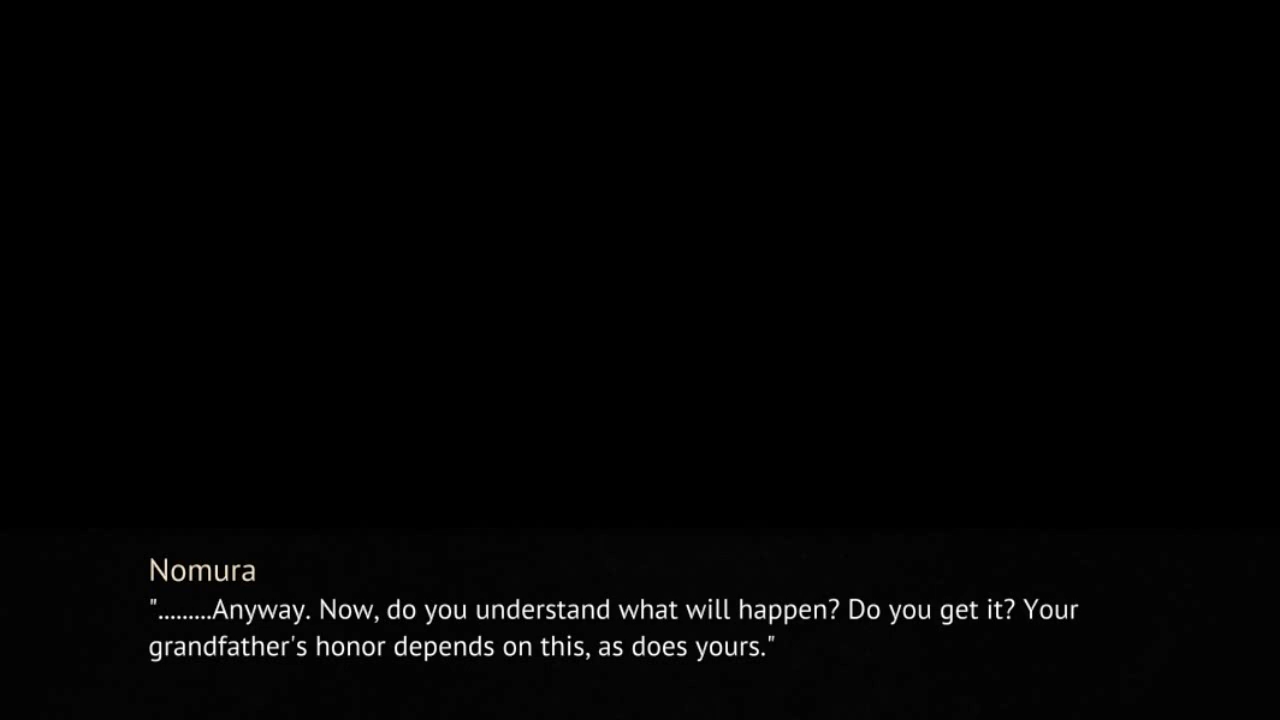 Nomura
".........Anyway. Now, do you understand what will happen? Do you get it? Your
grandfather's honor depends on this, as does yours."